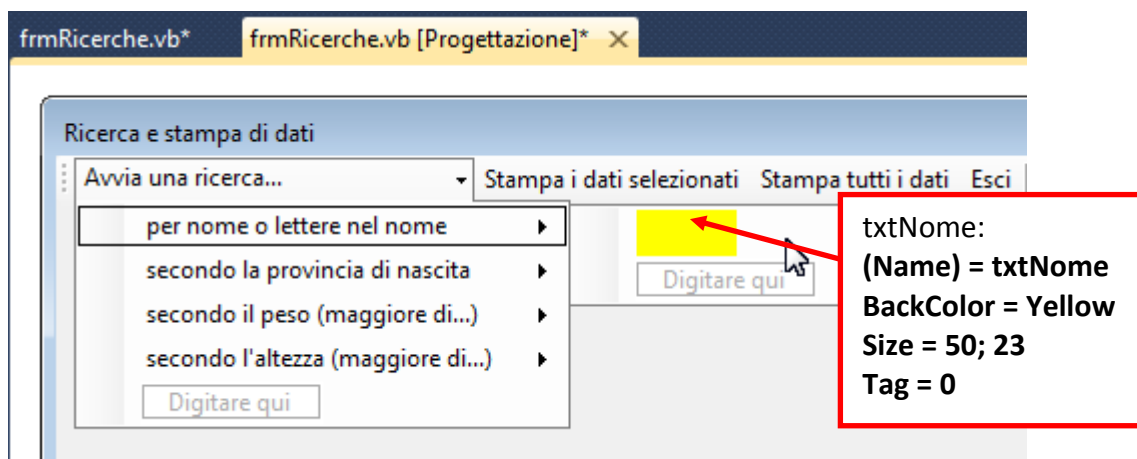 frmRicerche.vb* frmRicerche.vb [Progettazione]*
Ricerca e stampa di dati
Avvia una ricerca... Stampa i dati selezionati Stampa tutti i dati Esci
per nome o lettere nel nome
secondo la provincia di nascita
Digitare qui
secondo il peso (maggiore di...)
secondo l'altezza (maggiore di...)
Digitare qui
txtNome:
(Name) = txtNome
BackColor = Yellow
Size = 50; 23
Tag = 0